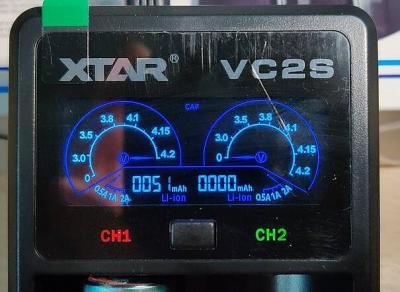 XTAR® VC2S
CAP
0 3.0 3.5 3.8 4.1 4.15 4.2
V
0.5A 1A 2A
0 3.0 3.5 3.8 4.1 4.15 4.2
V
0.5A 1A 2A
0051mAh 0000mAh
Li-ion Li-ion
CH1 CH2